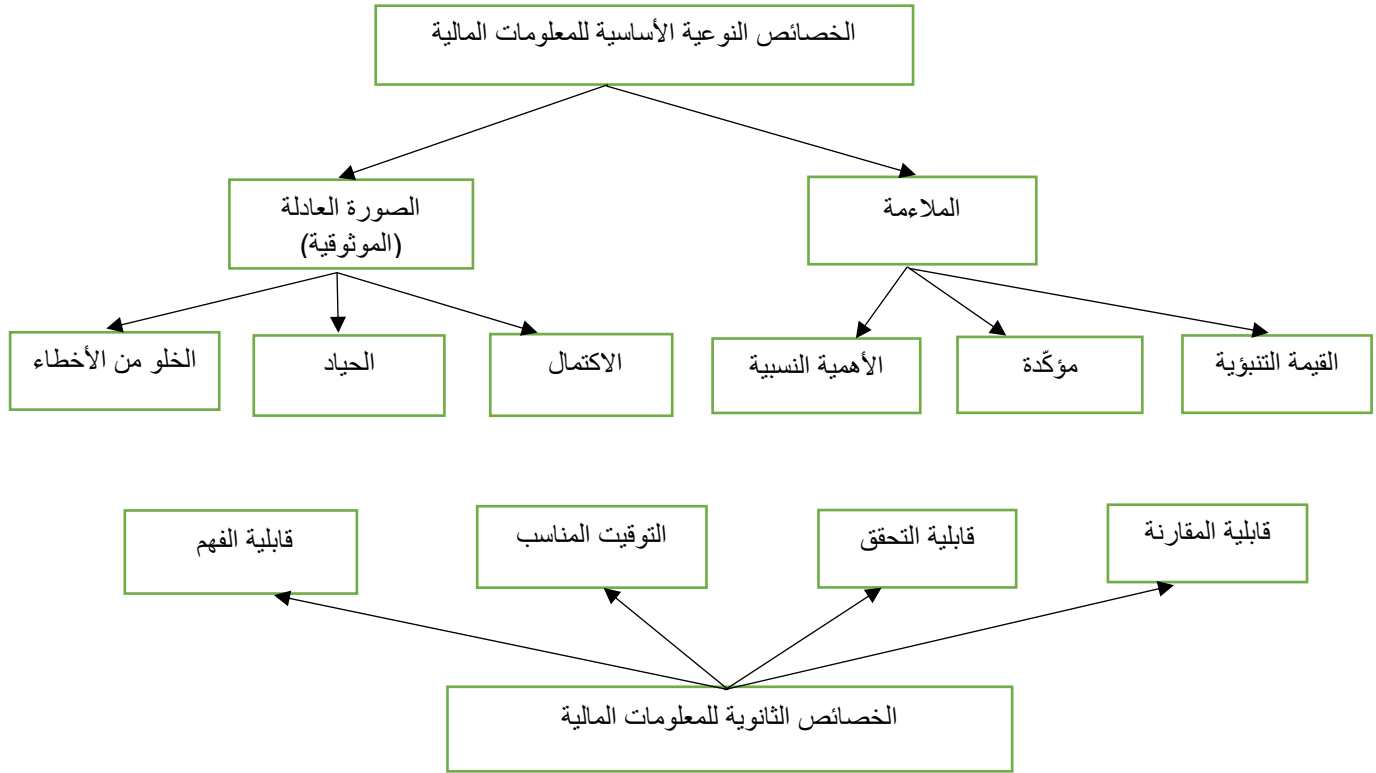 الخصائص النوعية الأساسية للمعلومات المالية
الملاءمة
الصورة العادلة
(الموثوقية)
القيمة التنبؤية
مؤكّدة
الأهمية النسبية
الاكتمال
الحياد
الخلو من الأخطاء
قابلية المقارنة
قابلية التحقق
التوقيت المناسب
قابلية الفهم
الخصائص الثانوية للمعلومات المالية